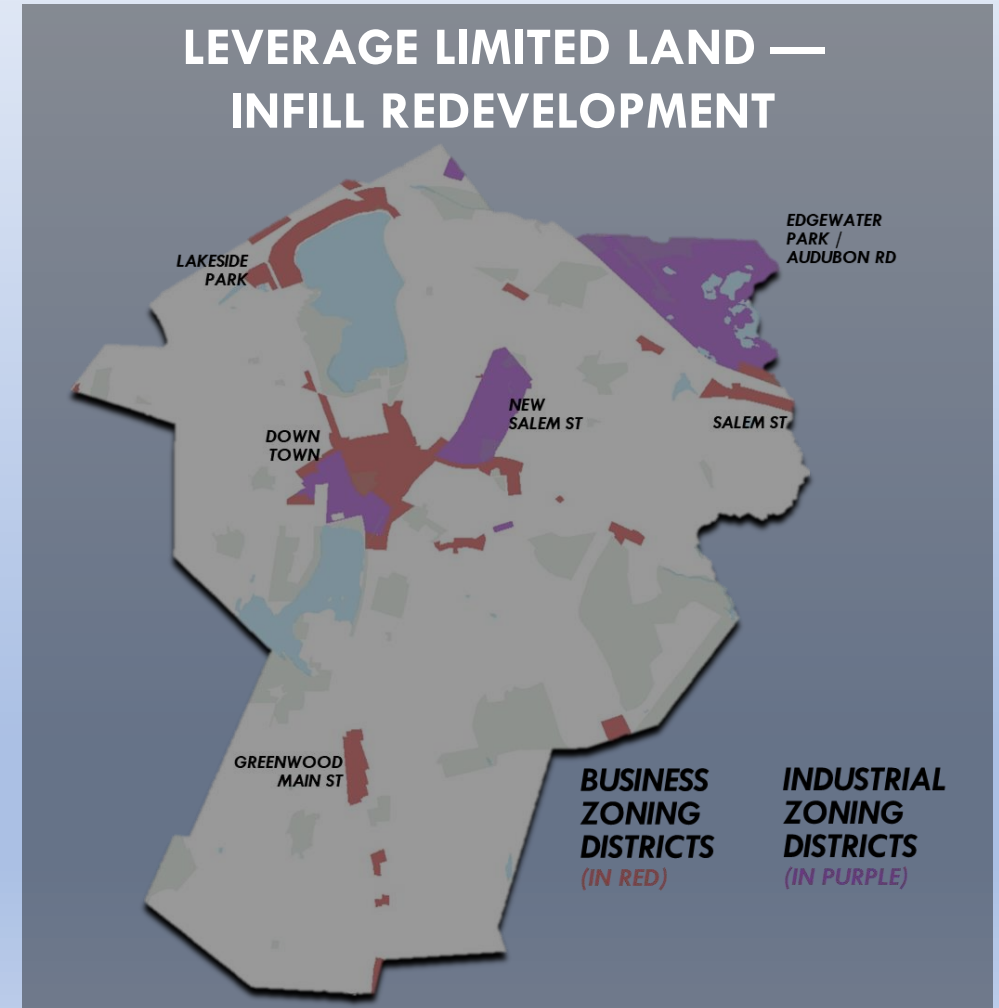 LEVERAGE LIMITED LAND —
INFILL REDEVELOPMENT
EDGEWATER
PARK /
AUDUBON RD
LAKESIDE
PARK
NEW
SALEM ST
SALEM ST
DOWN
TOWN
GREENWOOD
MAIN ST
BUSINESS
ZONING
DISTRICTS
(IN RED)
INDUSTRIAL
ZONING
DISTRICTS
(IN PURPLE)